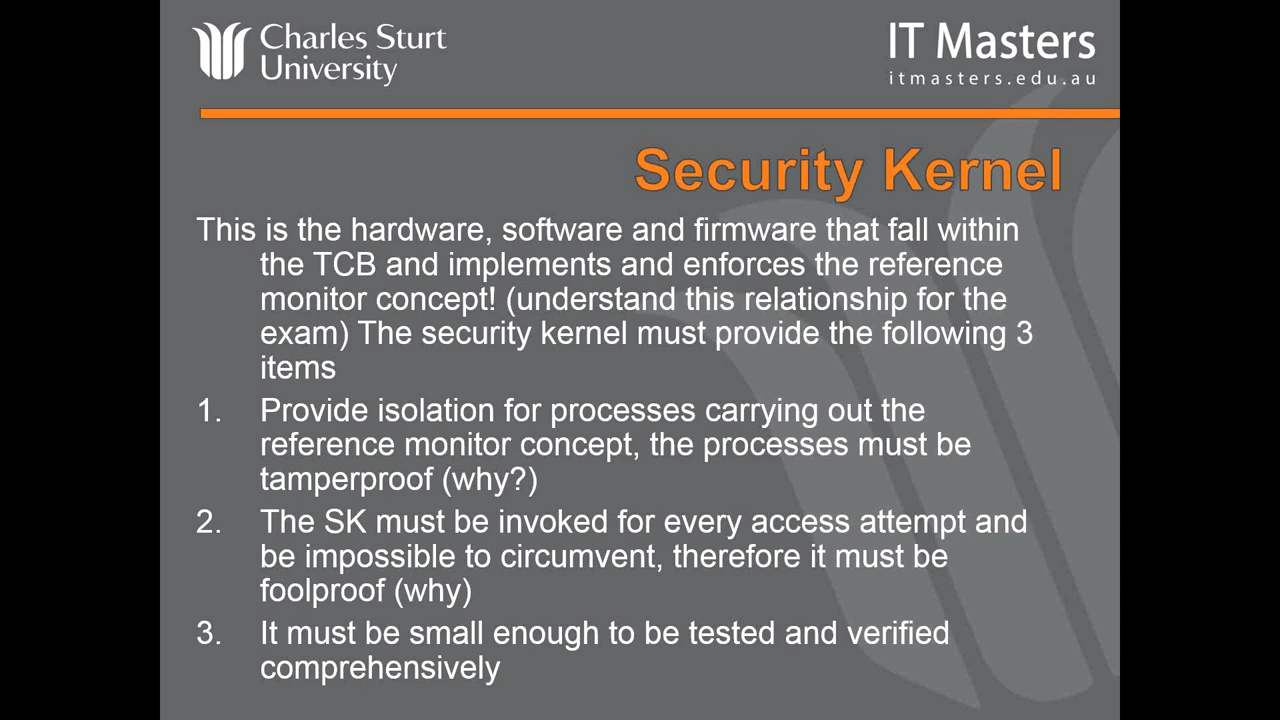 Charles Sturt
University
IT Masters
itmasters.edu.au
Security Kernel
This is the hardware, software and firmware that fall within
the TCB and implements and enforces the reference
monitor concept! (understand this relationship for the
exam) The security kernel must provide the following 3
items
1. Provide isolation for processes carrying out the
reference monitor concept, the processes must be
tamperproof (why?)
2. The SK must be invoked for every access attempt and
be impossible to circumvent, therefore it must be
foolproof (why)
3. It must be small enough to be tested and verified
comprehensively